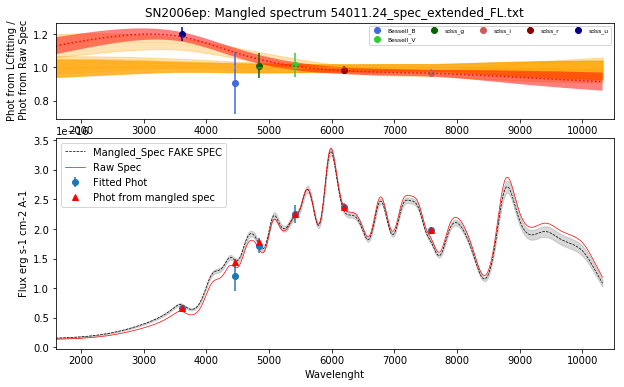 SN2006ep: Mangled spectrum 54011.24_spec_extended_FL.txt
Phot from LCfitting /
Phot from Raw Spec
1.2
1.0
0.8
Bessell_B
Bessell_V
sdss_g
sdss_i
sdss_r
sdss_u
2000 3000 4000 5000 6000 7000 8000 9000 10000
1e−16
Flux erg s-1 cm-2 A-1
3.5
3.0
2.5
2.0
1.5
1.0
0.5
0.0
Mangled_Spec FAKE SPEC
Raw Spec
Fitted Phot
Phot from mangled spec
2000 3000 4000 5000 6000 7000 8000 9000 10000
Wavelenght